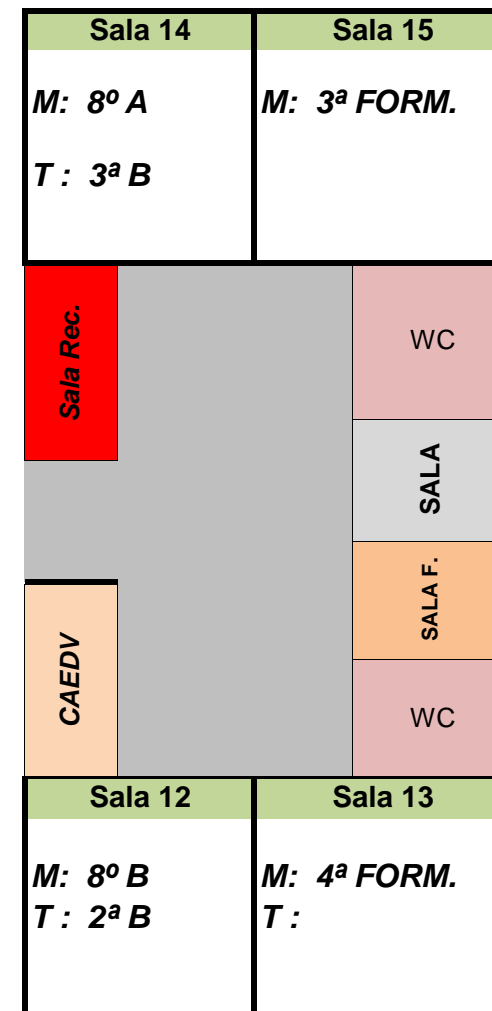 Sala 14
Sala 15
M: 8º A
M: 3ª FORM.
T : 3ª B
Sala Rec.
WC
SALA
SALA F.
CAEDV
WC
Sala 12
Sala 13
M: 8º B
M: 4ª FORM.
T : 2ª B
T :